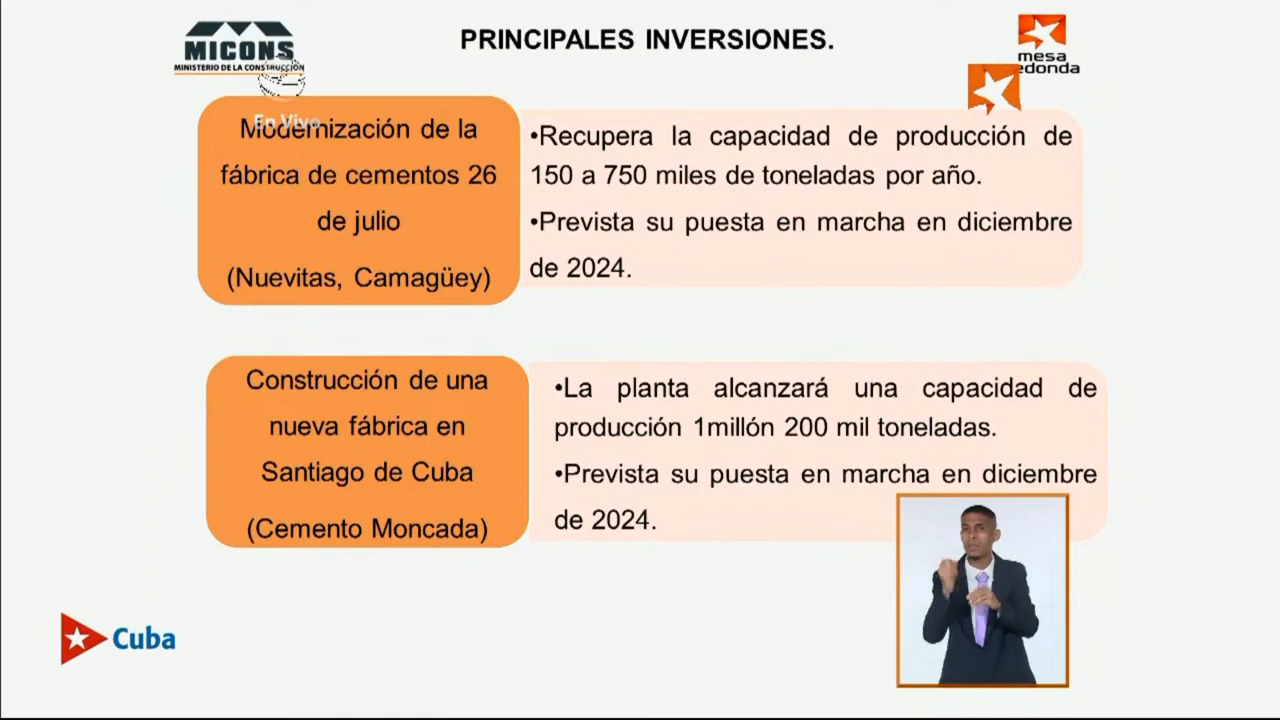 MICONS
MINISTERIO DE LA CONSTRUCCIÓN
PRINCIPALES INVERSIONES.
mesa
redonda
En Vivo
Modernización de la
fábrica de cementos 26
de julio
(Nuevitas, Camagüey)
•Recupera la capacidad de producción de
150 a 750 miles de toneladas por año.
•Prevista su puesta en marcha en diciembre
de 2024.
Construcción de una
nueva fábrica en
Santiago de Cuba
(Cemento Moncada)
•La planta alcanzará una capacidad de
producción 1millón 200 mil toneladas.
•Prevista su puesta en marcha en diciembre
de 2024.
Cuba